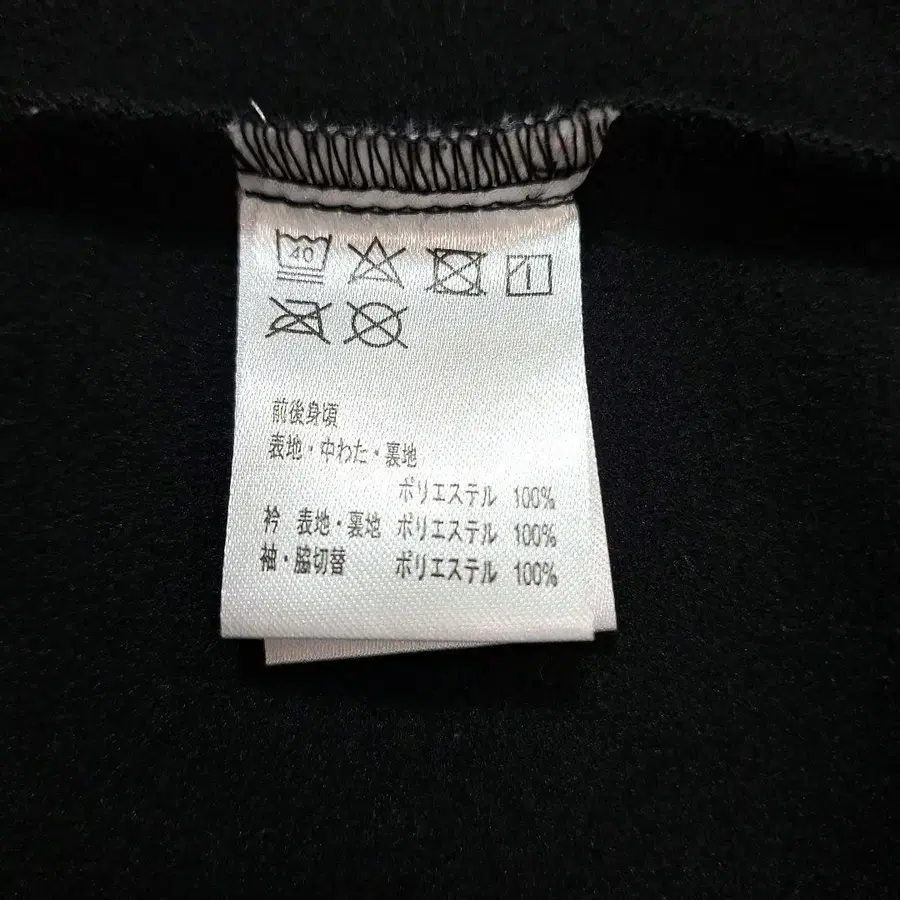 40
前後身頃
表地・中わた・裏地
ポリエステル 100%
衿 表地・裏地 ポリエステル 100%
袖・脇切替 ポリエステル 100%